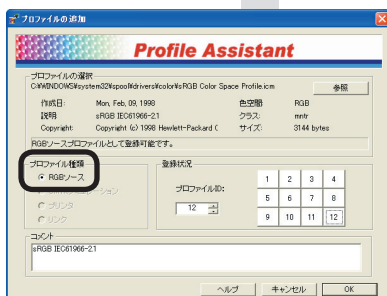 プロファイルの追加
Profile Assistant
プロファイルの選択
C:¥WINDOWS¥system32¥spool¥drivers¥color¥sRGB Color Space Profile.icm
参照
作成日: Mon, Feb, 09, 1998 色空間: RGB
説明: sRGB IEC61966-2.1 クラス: mntr
Copyright: Copyright (c) 1998 Hewlett-Packard ( サイズ: 3144 bytes
RGBソースプロファイルとして登録可能です。
プロファイル種類
RGBソース
プリンタ
リンク
登録状況
プロファイルID:
12
1 2 3 4
5 6 7 8
9 10 11 12
コメント
sRGB IEC61966-2.1
ヘルプ キャンセル OK